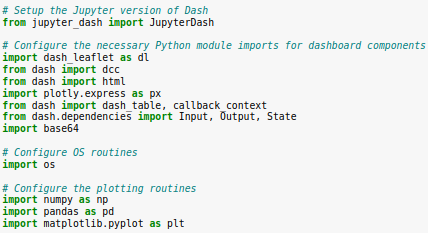 # Setup the Jupyter version of Dash
from jupyter_dash import JupyterDash
# Configure the necessary Python module imports for dashboard components
import dash_leaflet as dl
from dash import dcc
from dash import html
import plotly.express as px
from dash import dash_table, callback_context
from dash.dependencies import Input, Output, State
import base64
# Configure OS routines
import os
# Configure the plotting routines
import numpy as np
import pandas as pd
import matplotlib.pyplot as plt